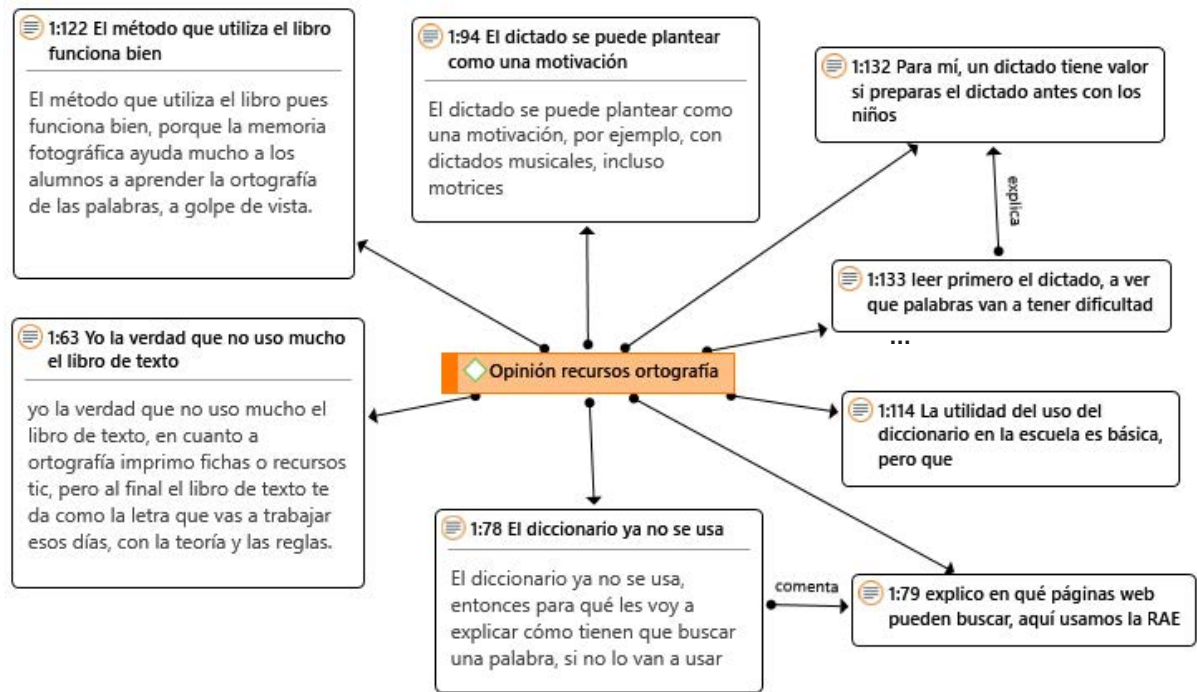 1:122 El método que utiliza el libro
funciona bien
El método que utiliza el libro pues
funciona bien, porque la memoria
fotográfica ayuda mucho a los
alumnos a aprender la ortografía
de las palabras, a golpe de vista.
1:94 El dictado se puede plantear
como una motivación
El dictado se puede plantear como
una motivación, por ejemplo, con
dictados musicales, incluso
motrices
1:132 Para mí, un dictado tiene valor
si preparas el dictado antes con los
niños
explica
1:133 leer primero el dictado, a ver
que palabras van a tener dificultad
...
1:63 Yo la verdad que no uso mucho
el libro de texto
yo la verdad que no uso mucho el
libro de texto, en cuanto a
ortografía imprimo fichas o recursos
tic, pero al final el libro de texto te
da como la letra que vas a trabajar
esos días, con la teoría y las reglas.
Opinión recursos ortografía
1:114 La utilidad del uso del
diccionario en la escuela es básica,
pero que
1:78 El diccionario ya no se usa
El diccionario ya no se usa,
entonces para qué les voy a
explicar cómo tienen que buscar
una palabra, si no lo van a usar
comenta
1:79 explico en qué páginas web
pueden buscar, aquí usamos la RAE